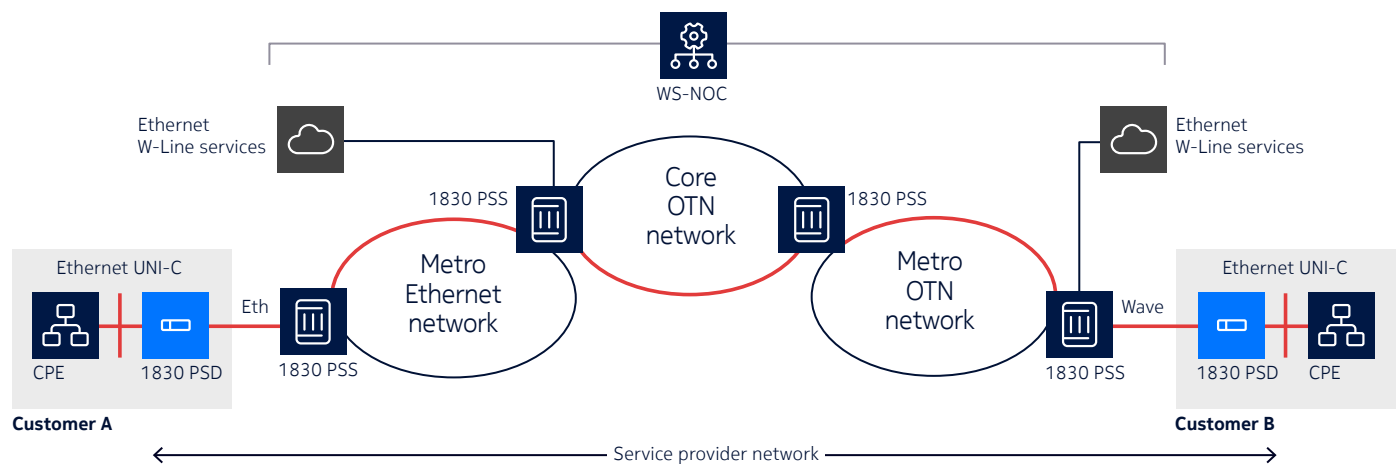 WS-NOC
Ethernet
W-Line services
Ethernet
W-Line services
1830 PSS
Core
OTN
network
1830 PSS
Ethernet UNI-C
CPE
1830 PSD
Eth
1830 PSS
Metro
Ethernet
network
Metro
OTN
network
1830 PSS
Wave
Ethernet UNI-C
1830 PSD
CPE
Customer A
Customer B
Service provider network